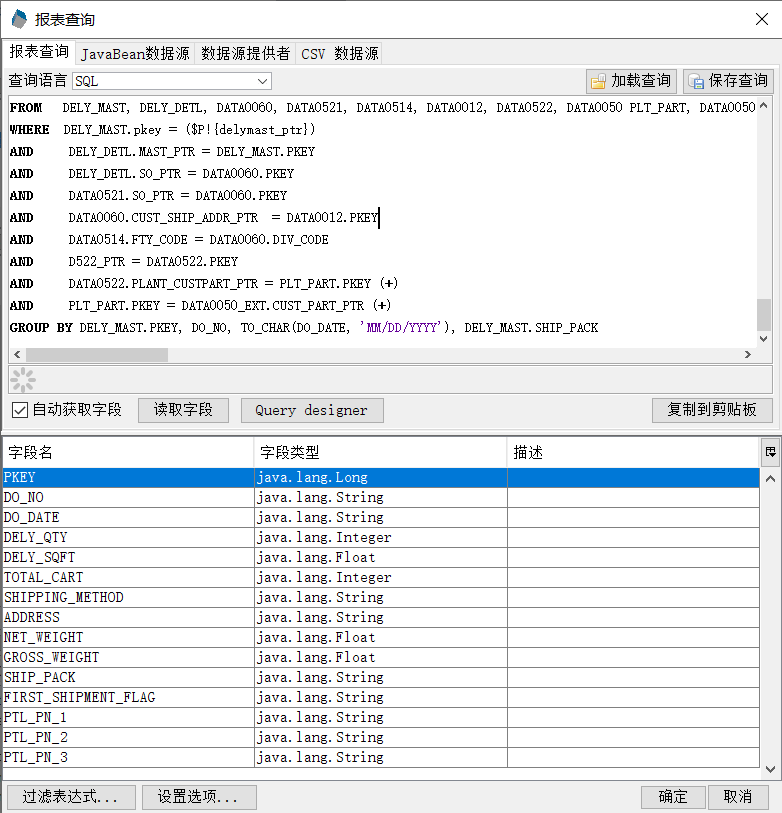 报表查询
报表查询 JavaBean数据源 数据源提供者 CSV 数据源
查询语言 SQL 加载查询 保存查询
FROM DELY_MAST, DELY_DETL, DATA0060, DATA0521, DATA0514, DATA0012, DATA0522, DATA0050 PLT_PART, DATA0050
WHERE DELY_MAST.pkey = ($P!{delymast_ptr})
AND DELY_DETL.MAST_PTR = DELY_MAST.PKEY
AND DELY_DETL.SO_PTR = DATA0060.PKEY
AND DATA0521.SO_PTR = DATA0060.PKEY
AND DATA0060.CUST_SHIP_ADDR_PTR = DATA0012.PKEY
AND DATA0514.FTY_CODE = DATA0060.DIV_CODE
AND D522_PTR = DATA0522.PKEY
AND DATA0522.PLANT_CUSTPART_PTR = PLT_PART.PKEY (+)
AND PLT_PART.PKEY = DATA0050_EXT.CUST_PART_PTR (+)
GROUP BY DELY_MAST.PKEY, DO_NO, TO_CHAR(DO_DATE, 'MM/DD/YYYY'), DELY_MAST.SHIP_PACK
自动获取字段 读取字段 Query designer 复制到剪贴板
字段名 字段类型 描述
PKEY java.lang.Long
DO_NO java.lang.String
DO_DATE java.lang.String
DELY_QTY java.lang.Integer
DELY_SQFT java.lang.Float
TOTAL_CART java.lang.Integer
SHIPPING_METHOD java.lang.String
ADDRESS java.lang.String
NET_WEIGHT java.lang.Float
GROSS_WEIGHT java.lang.Float
SHIP_PACK java.lang.String
FIRST_SHIPMENT_FLAG java.lang.String
PTL_PN_1 java.lang.String
PTL_PN_2 java.lang.String
PTL_PN_3 java.lang.String
过滤表达式... 设置选项... 确定 取消